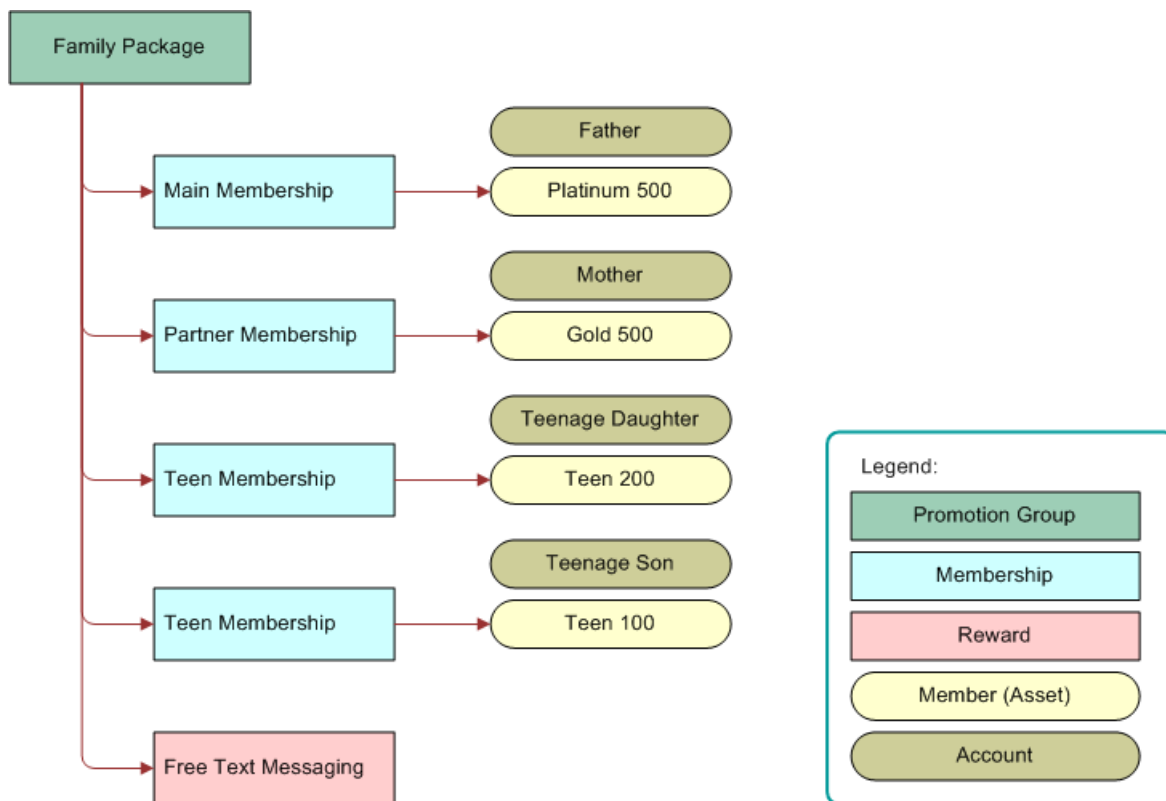 Family Package
Father
Main Membership
Platinum 500
Mother
Partner Membership
Gold 500
Teenage Daughter
Teen Membership
Teen 200
Teenage Son
Teen Membership
Teen 100
Free Text Messaging
Legend:
Promotion Group
Membership
Reward
Member (Asset)
Account